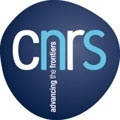 cnrs
advancing the frontiers